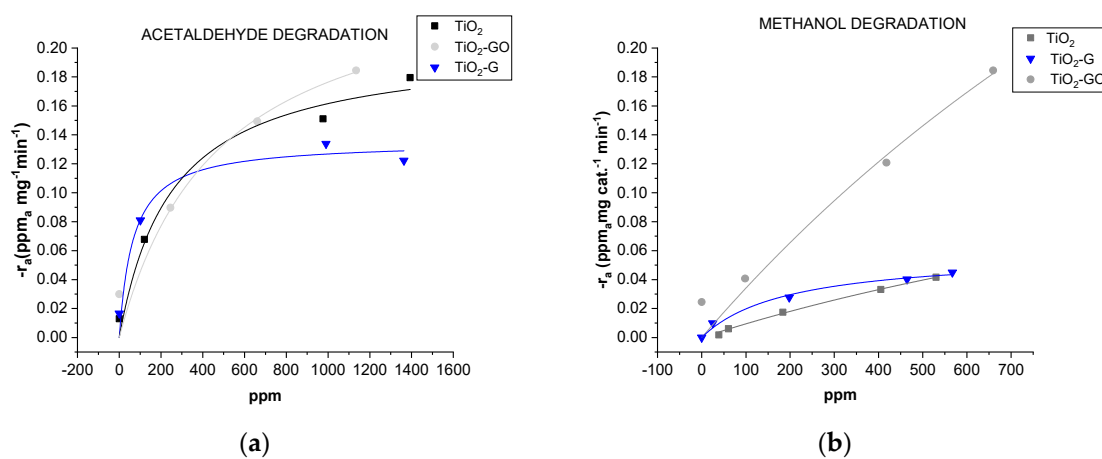 ACETALDEHYDE DEGRADATION
TiO2
TiO2-GO
TiO2-G
0.20
0.18
0.16
0.14
0.12
0.10
0.08
0.06
0.04
0.02
0.00
-ra(ppma mg-1min-1)
-200 0 200 400 600 800 1000 1200 1400 1600
ppm
(a)
METHANOL DEGRADATION
TiO2
TiO2-G
TiO2-GO
0.20
0.18
0.16
0.14
0.12
0.10
0.08
0.06
0.04
0.02
0.00
-ra (ppmamg cat.-1 min-1)
-100 0 100 200 300 400 500 600 700
ppm
(b)